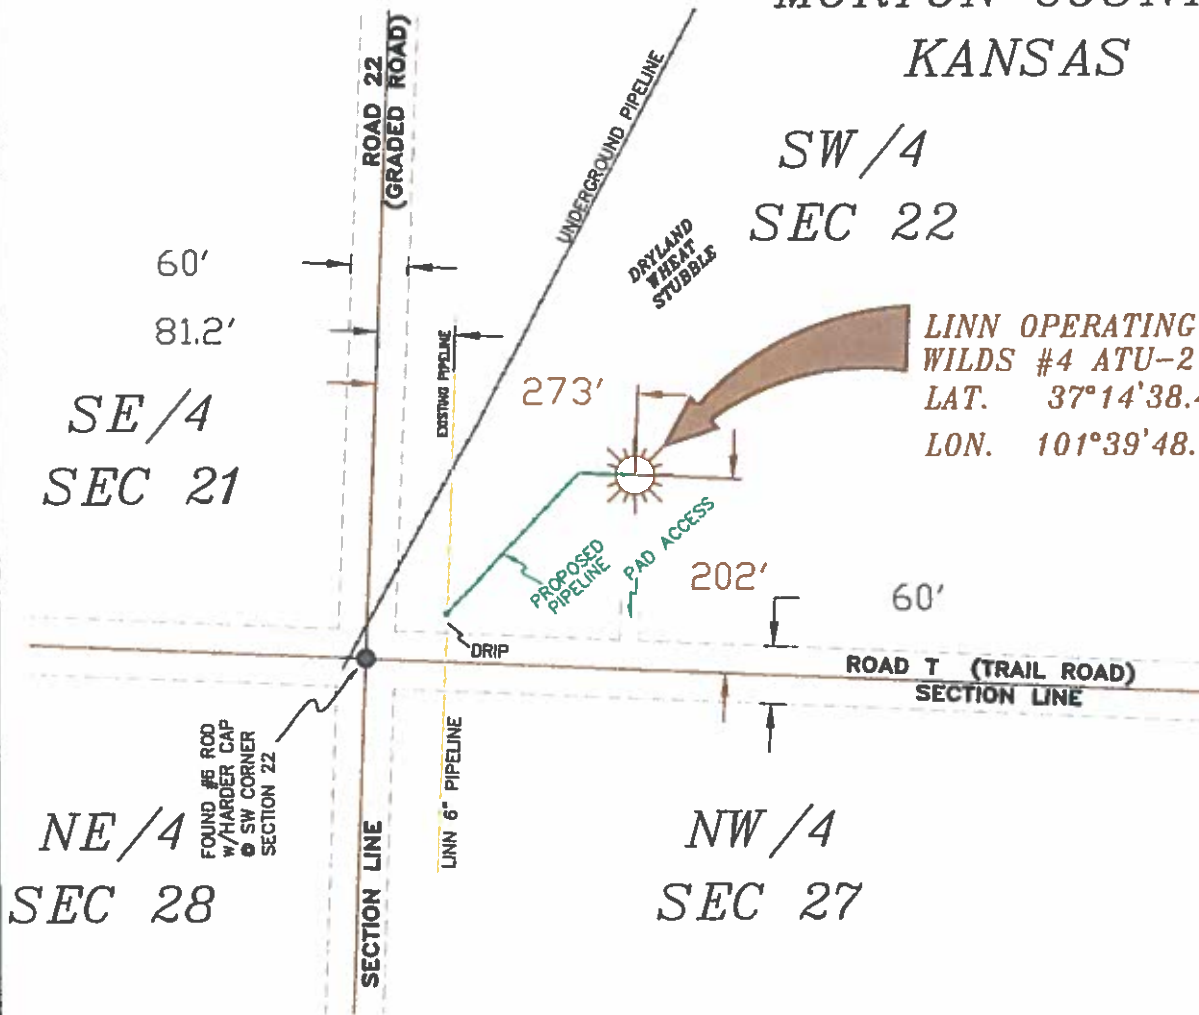 KANSAS
SW/4
SEC 22
ROAD 22
(GRADED ROAD)
UNDERGROUND PIPELINE
DRYLAND
WHEAT
STUBBLE
60'
81.2'
EXISTING PIPELINE
273'
LINN OPERATING
WILDS #4 ATU-2
LAT. 37°14'38.
LON. 101°39'48.
SE/4
SEC 21
PROPOSED
PIPELINE
PAD ACCESS
202'
60'
DRIP
ROAD T (TRAIL ROAD)
SECTION LINE
FOUND #6 ROD
w/HARDER CAP
@ SW CORNER
SECTION 22
LINN 6" PIPELINE
SECTION LINE
NE/4
SEC 28
NW/4
SEC 27